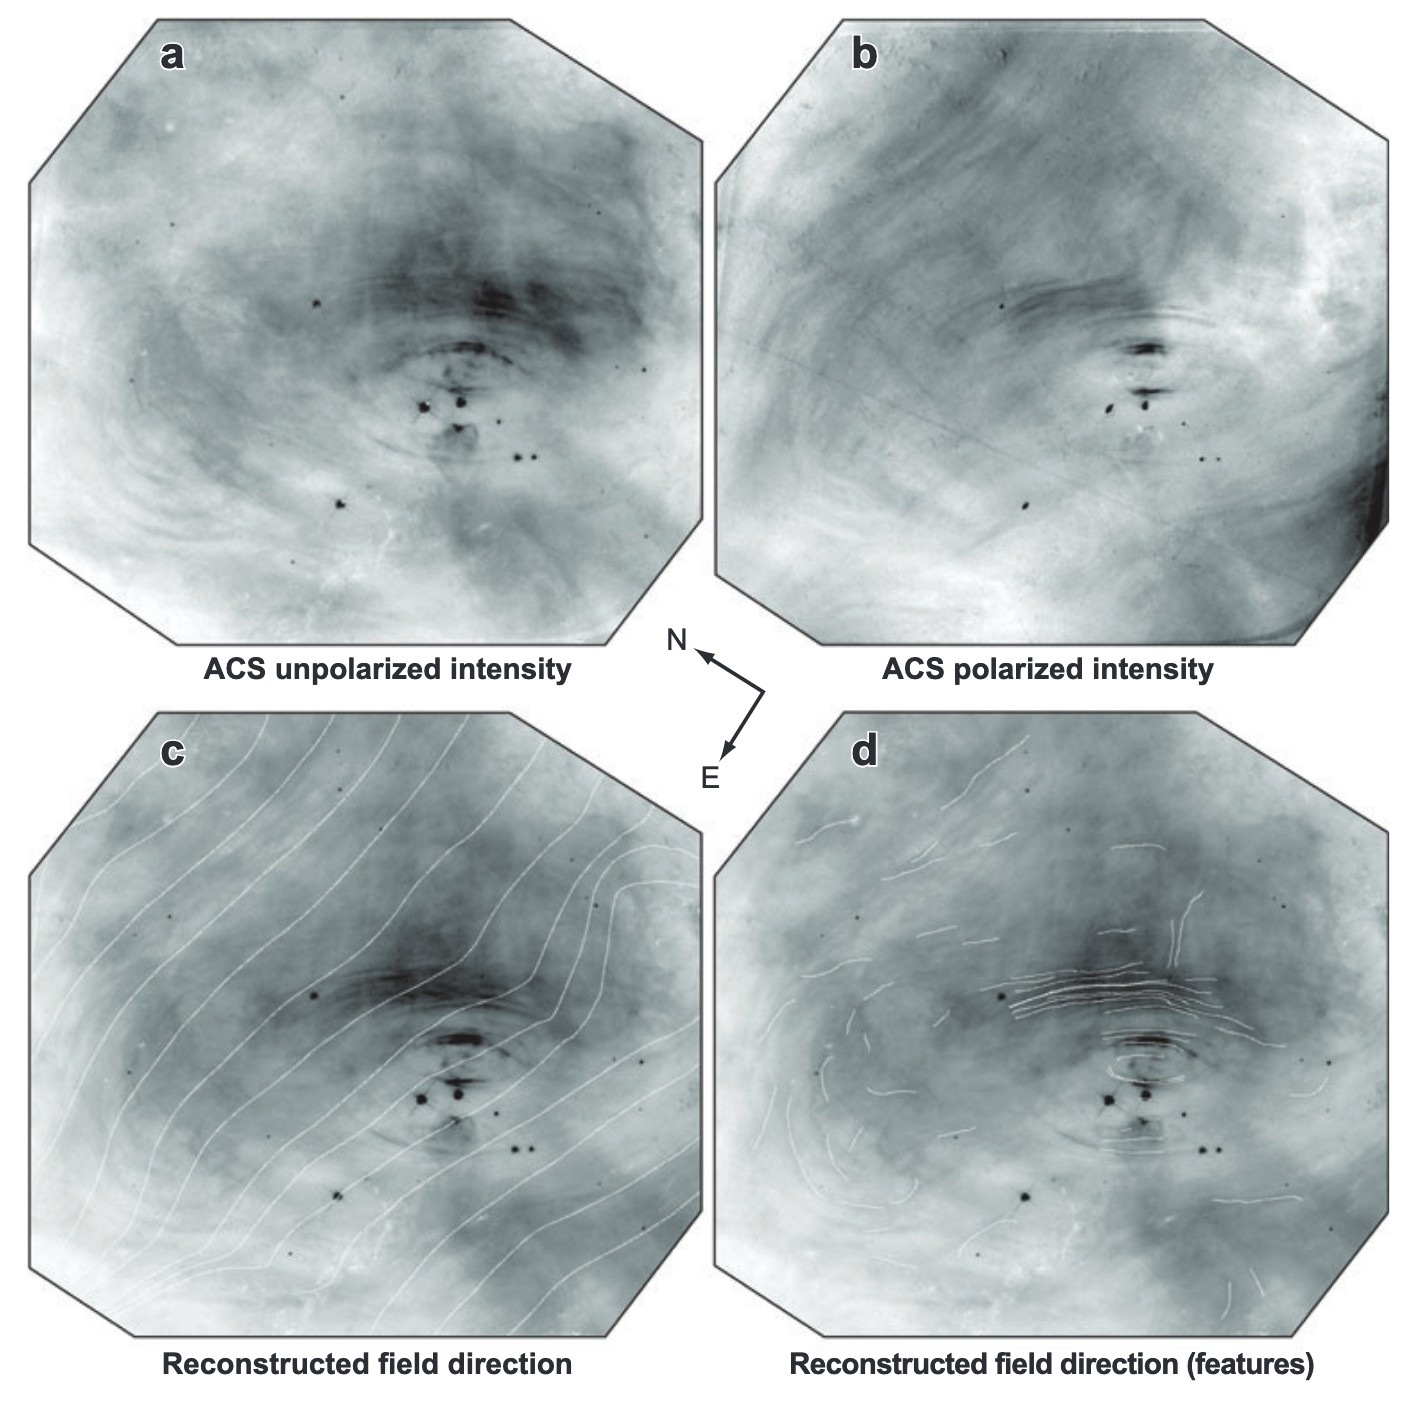 a
b
ACS unpolarized intensity
ACS polarized intensity
N
E
c
d
Reconstructed field direction
Reconstructed field direction (features)